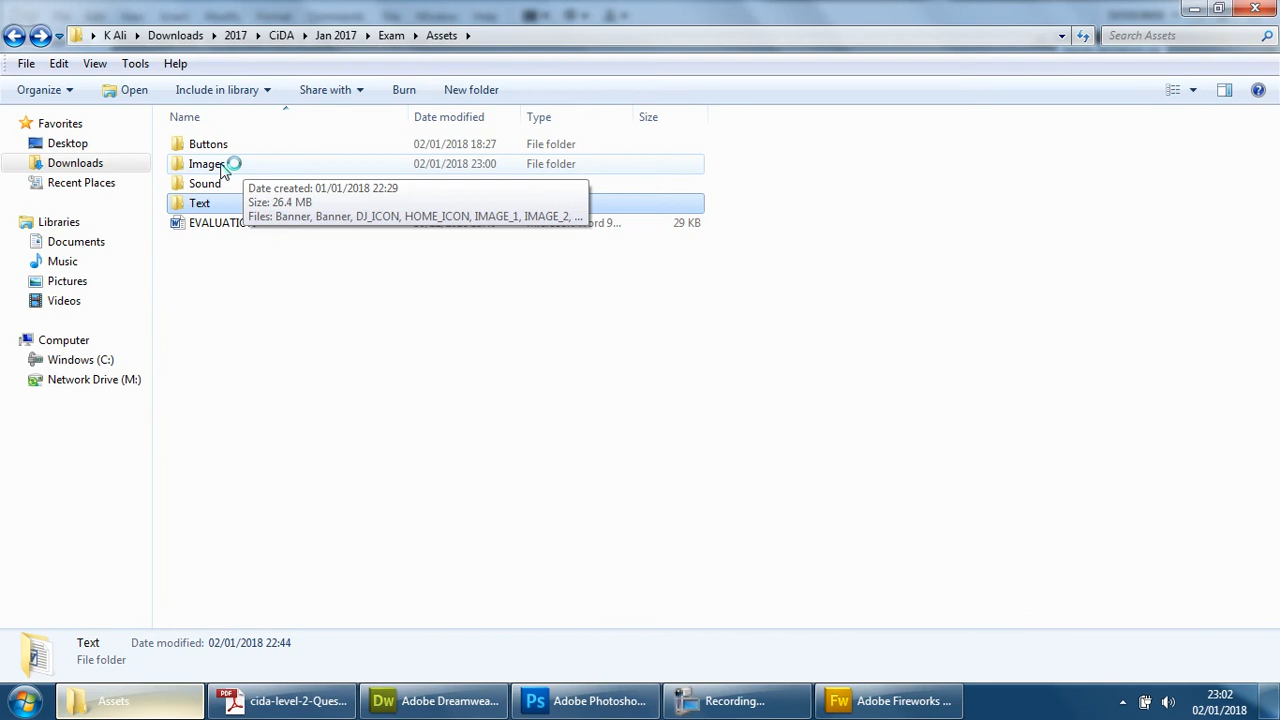 K Ali Downloads 2017 CiDA Jan 2017 Exam Assets
Search Assets
File Edit View Tools Help
Organize Open Include in library Share with Burn New folder
Name Date modified Type Size
Favorites
Desktop
Downloads
Recent Places
Libraries
Documents
Music
Pictures
Videos
Computer
Windows (C:)
Network Drive (M:)
Buttons 02/01/2018 18:27 File folder
Images 02/01/2018 23:00 File folder
Sound
Text
EVALUATION 29 KB
Date created: 01/01/2018 22:29
Size: 26.4 MB
Files: Banner, Banner, DJ_ICON, HOME_ICON, IMAGE_1, IMAGE_2, ...
Text Date modified: 02/01/2018 22:44
File folder
Assets
cida-level-2-Ques...
Adobe Dreamwea...
Adobe Photosho...
Recording...
Adobe Fireworks ...
23:02
02/01/2018